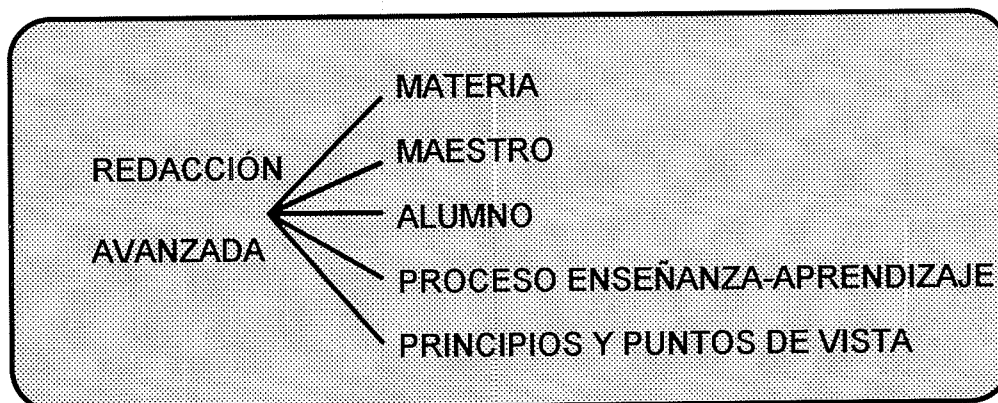 REDACCIÓN
AVANZADA
MATERIA
MAESTRO
ALUMNO
PROCESO ENSEÑANZA-APRENDIZAJE
PRINCIPIOS Y PUNTOS DE VISTA